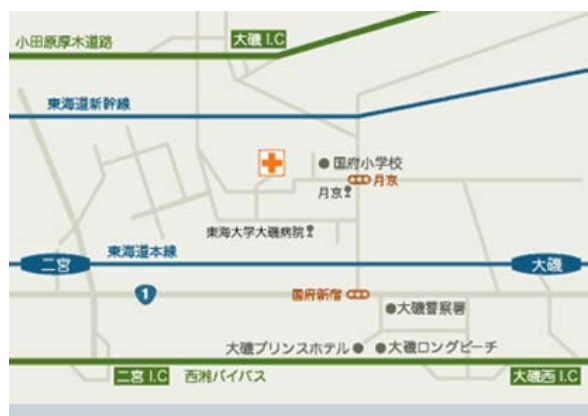 大磯 I.C
小田原厚木道路
東海道新幹線
国府小学校
月京
月京
東海大学大磯病院
東海道本線
二宮
大磯
1
国府新宿
大磯警察署
大磯プリンスホテル
大磯ロングビーチ
二宮 I.C
西湘バイパス
大磯西 I.C